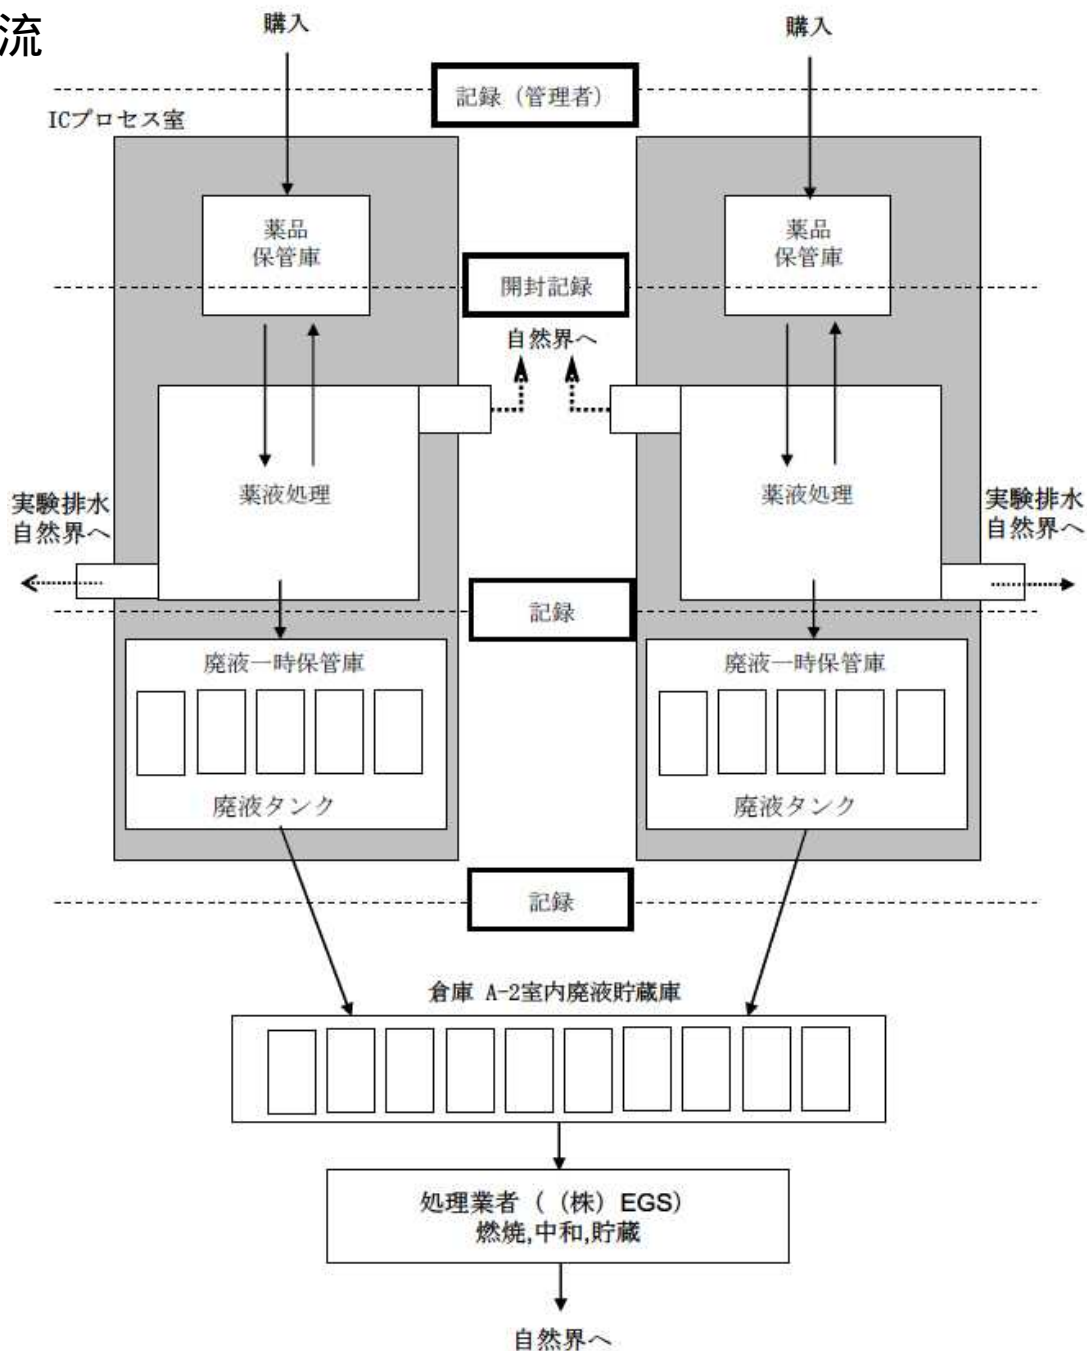 流
購入
購入
記録（管理者）
ICプロセス室
薬品
保管庫
薬品
保管庫
開封記録
自然界へ
薬液処理
薬液処理
実験排水
自然界へ
実験排水
自然界へ
記録
廃液一時保管庫
廃液タンク
廃液一時保管庫
廃液タンク
記録
倉庫 A-2室内廃液貯蔵庫
処理業者（（株）EGS）
燃焼,中和,貯蔵
自然界へ